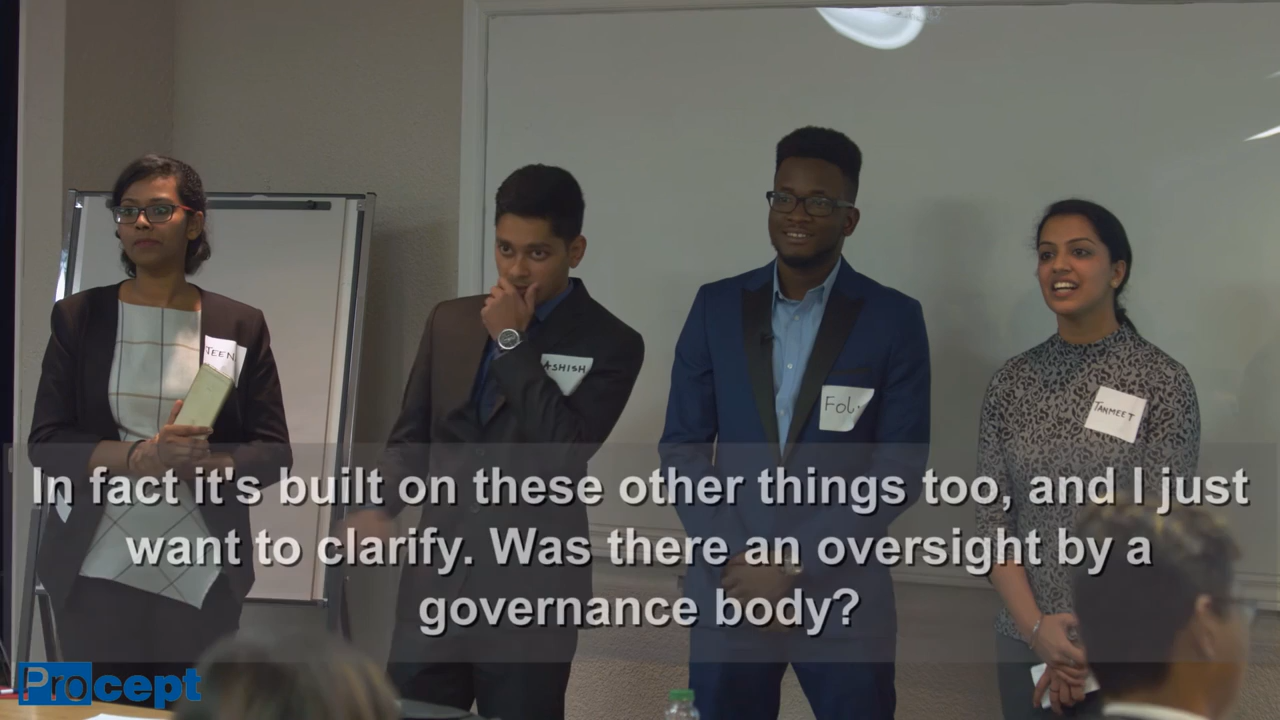 TEEN
ASHISH
Fol
TANMEET
In fact it's built on these other things too, and I just
want to clarify. Was there an oversight by a
governance body?
Procept